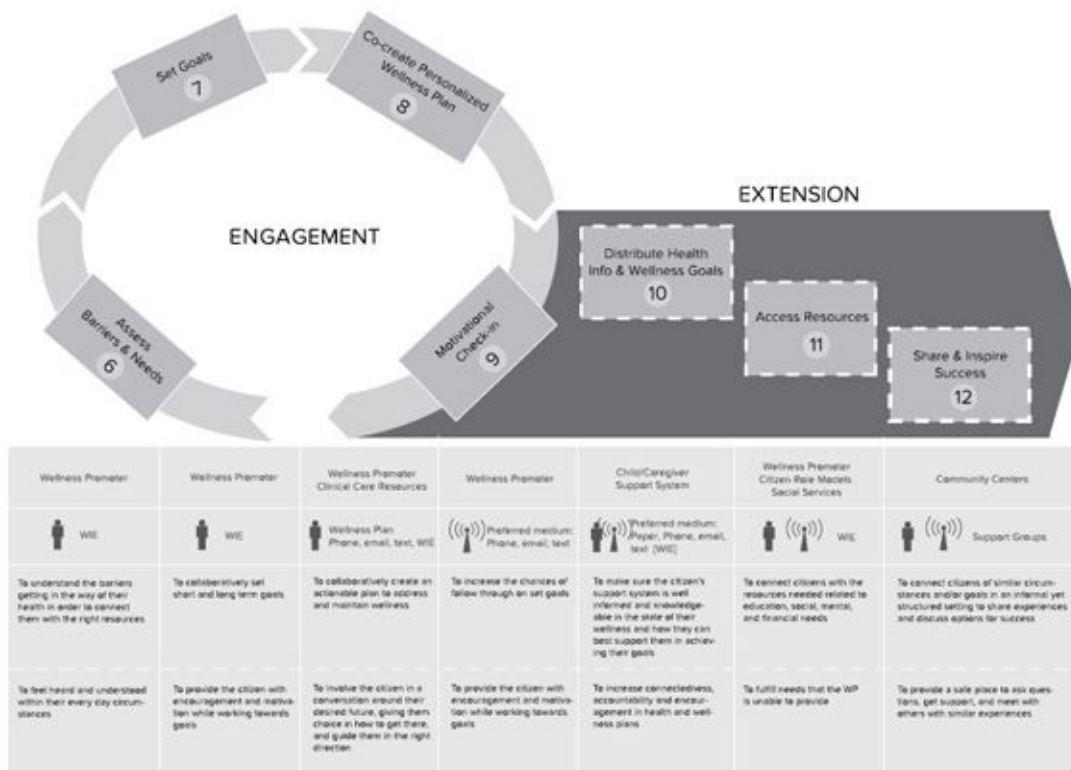 Set Goals
7
Co-create Personalized
Wellness Plan
8
ENGAGEMENT
EXTENSION
Assess
Barriers & Needs
6
Motivational
Check-in
9
Distribute Health
Info & Wellness Goals
10
Access Resources
11
Share & Inspire
Success
12
Wellness Promoter
Wellness Promoter
Wellness Promoter
Clinical Care Resources
Wellness Promoter
Child/Caregiver
Support System
Wellness Promoter
Citizen Role Models
Social Services
Community Centers
WIE
WIE
Wellness Plan
Phone, email, text, WIE
Preferred medium:
Phone, email, text
Preferred medium:
Paper, Phone, email,
text [WIE]
WIE
Support Groups
To understand the barriers
getting in the way of their
health in order to connect
them with the right resources
To collaboratively set
short and long term goals
To collaboratively create an
actionable plan to address
and maintain wellness
To increase the chances of
follow through on set goals
To make sure the citizen's
support system is well
informed and knowledge-
able in the state of their
wellness and how they can
best support them in achiev-
ing their goals
To connect citizens with the
resources needed related to
education, social, mental,
and financial needs
To connect citizens of similar circum-
stances and/or goals in an informal yet
structured setting to share experiences
and discuss options for success
To feel heard and understood
within their every day circum-
stances
To provide the citizen with
encouragement and motiva-
tion while working towards
goals
To involve the citizen in a
conversation around their
desired future, giving them
choice in how to get there,
and guide them in the right
direction
To provide the citizen with
encouragement and motiva-
tion while working towards
goals
To increase connectedness,
accountability and encour-
agement in health and well-
ness plans
To fulfill needs that the WP
is unable to provide
To provide a safe place to ask ques-
tions, get support, and meet with
others with similar experiences